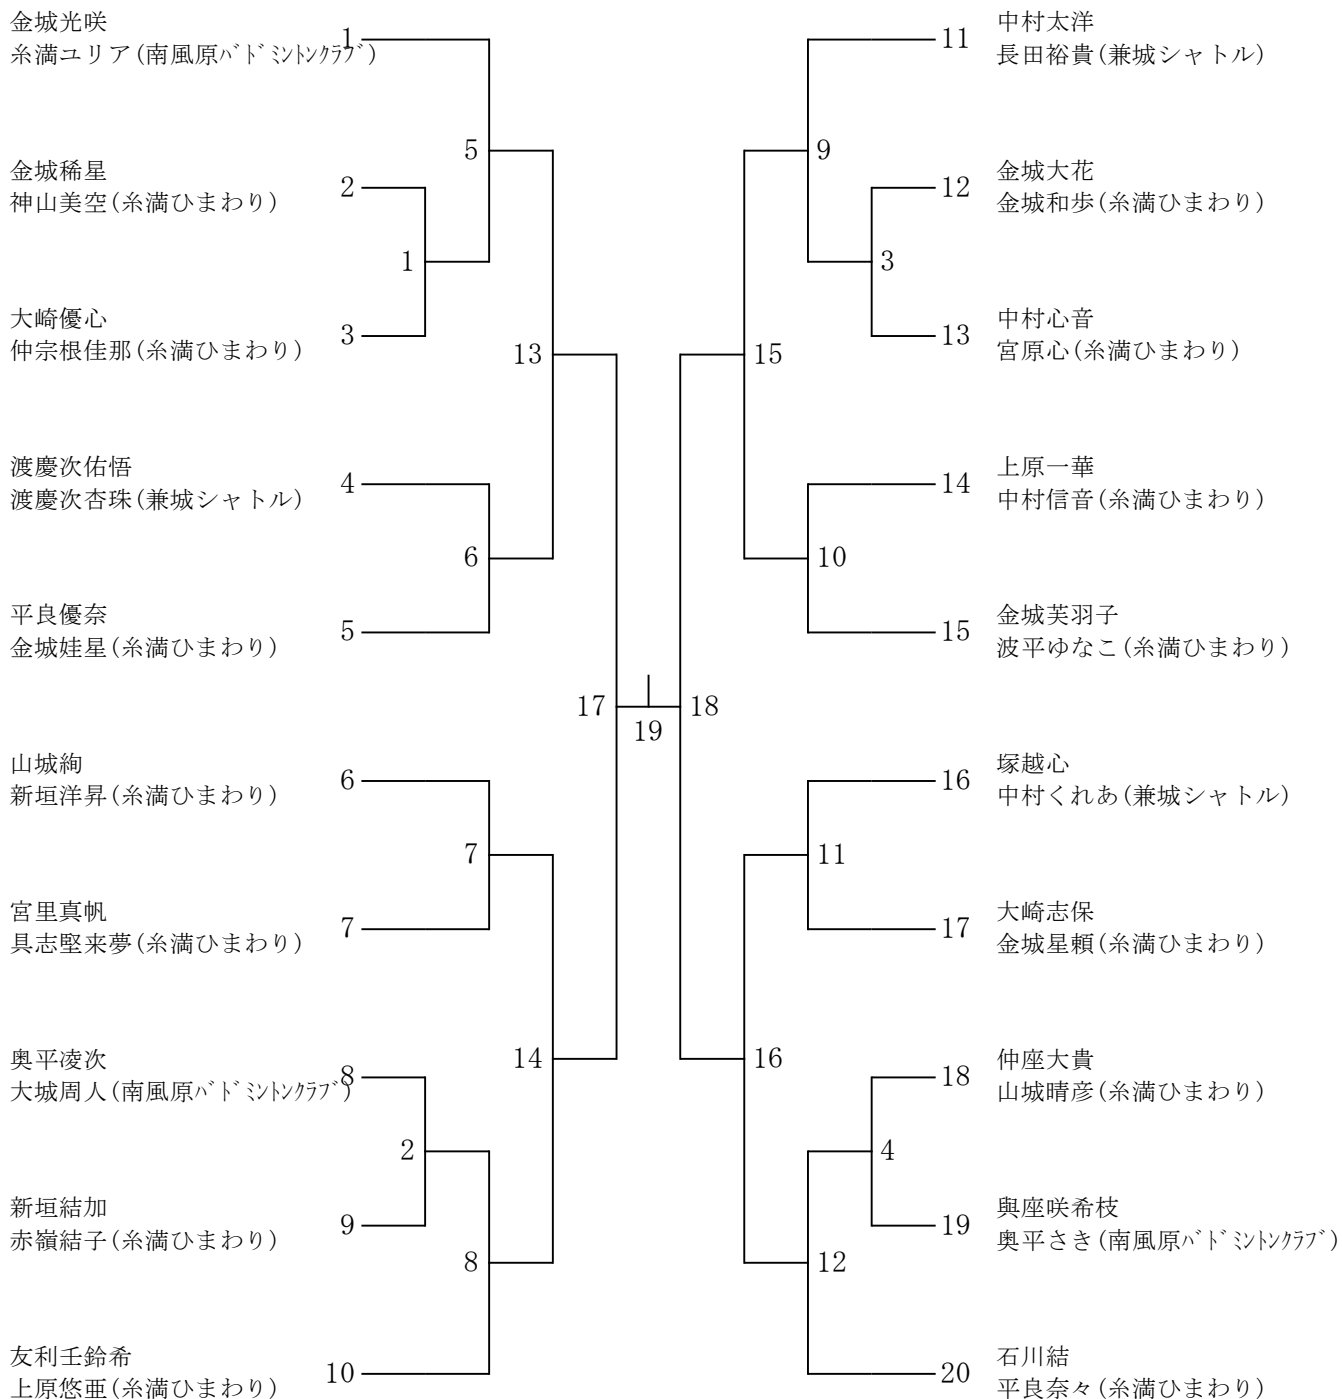 金城光咲
糸満ユリア(南風原ﾊﾞﾄﾞﾐﾝﾄﾝｸﾗﾌﾞ)
1
金城稀星
神山美空(糸満ひまわり)
2
大崎優心
仲宗根佳那(糸満ひまわり)
3
渡慶次佑悟
渡慶次杏珠(兼城シャトル)
4
平良優奈
金城娃星(糸満ひまわり)
5
山城絢
新垣洋昇(糸満ひまわり)
6
宮里真帆
具志堅来夢(糸満ひまわり)
7
奥平凌次
大城周人(南風原ﾊﾞﾄﾞﾐﾝﾄﾝｸﾗﾌﾞ)
8
新垣結加
赤嶺結子(糸満ひまわり)
9
友利壬鈴希
上原悠亜(糸満ひまわり)
10
1
2
5
6
7
8
13
14
17
19
18
15
16
9
10
11
12
3
4
11
中村太洋
長田裕貴(兼城シャトル)
12
金城大花
金城和歩(糸満ひまわり)
13
中村心音
宮原心(糸満ひまわり)
14
上原一華
中村信音(糸満ひまわり)
15
金城芙羽子
波平ゆなこ(糸満ひまわり)
16
塚越心
中村くれあ(兼城シャトル)
17
大崎志保
金城星頼(糸満ひまわり)
18
仲座大貴
山城晴彦(糸満ひまわり)
19
與座咲希枝
奥平さき(南風原ﾊﾞﾄﾞﾐﾝﾄﾝｸﾗﾌﾞ)
20
石川結
平良奈々(糸満ひまわり)